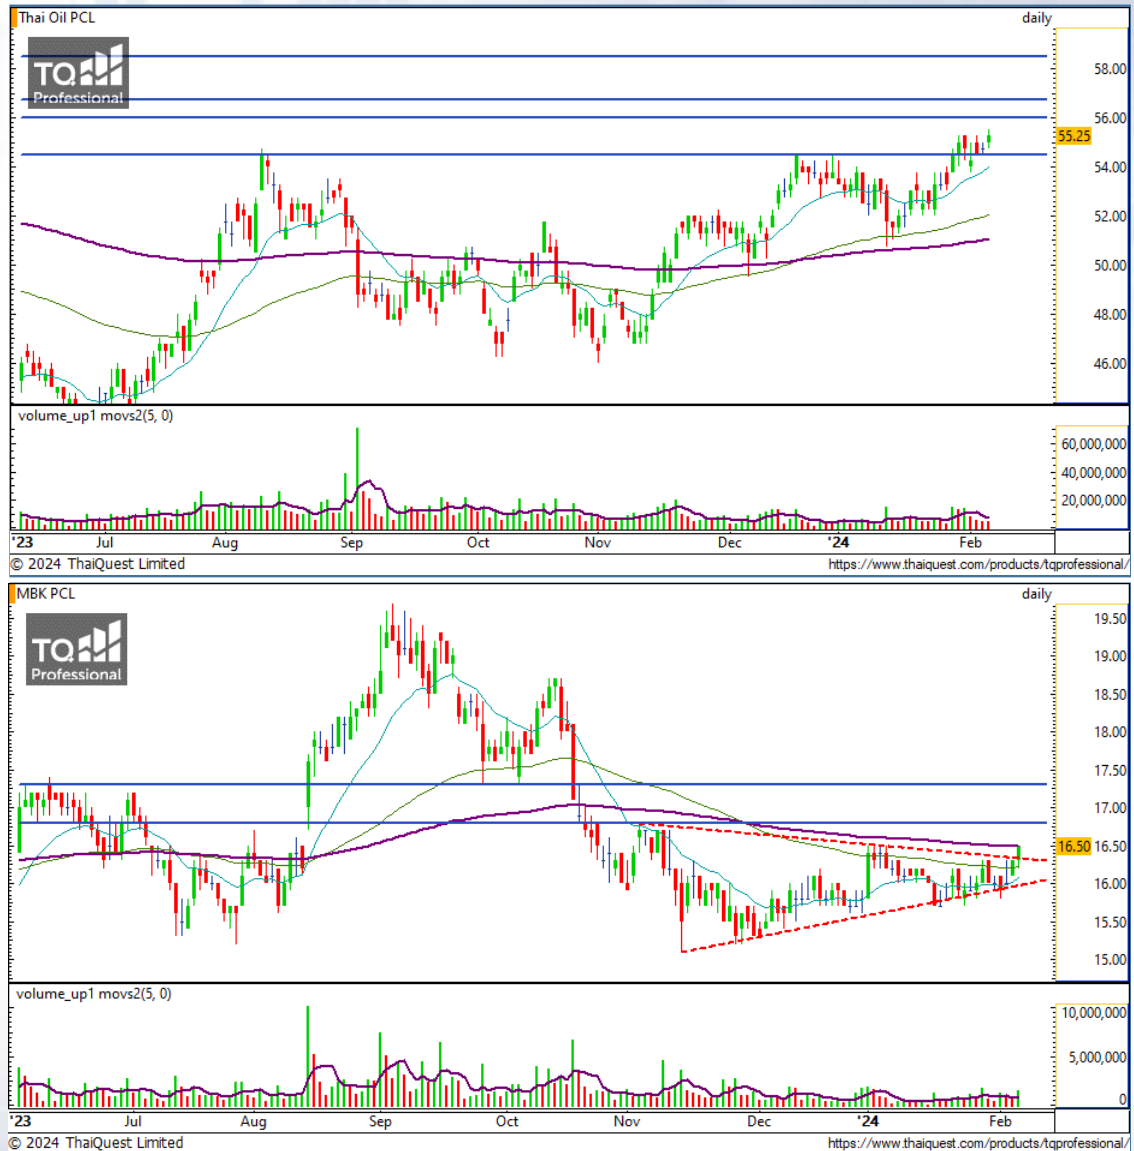 Thai Oil PCL daily
TQ
Professional
58.00
56.00
55.25
54.00
52.00
50.00
48.00
46.00
volume_up1 movs2(5, 0)
60,000,000
40,000,000
20,000,000
'23 Jul Aug Sep Oct Nov Dec '24 Feb
© 2024 ThaiQuest Limited https://www.thaiquest.com/products/tqprofessional/
MBK PCL daily
TQ
Professional
19.50
19.00
18.50
18.00
17.50
17.00
16.50
16.00
15.50
15.00
volume_up1 movs2(5, 0)
10,000,000
5,000,000
0
'23 Jul Aug Sep Oct Nov Dec '24 Feb
© 2024 ThaiQuest Limited https://www.thaiquest.com/products/tqprofessional/